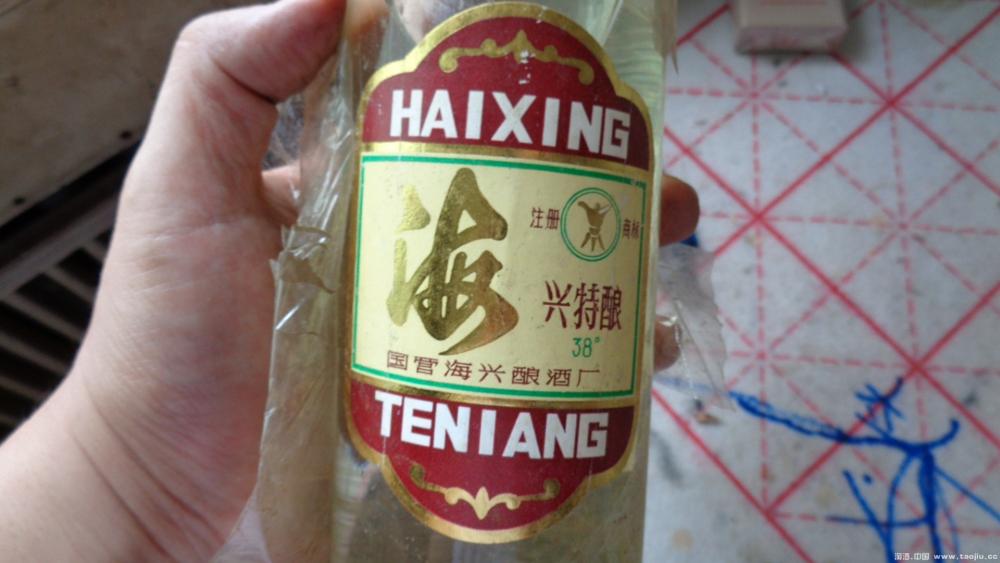 HAIXING
海
注册 商标
兴特酿
38°
国营海兴酿酒厂
TENIANG
淘酒.中国 www.taojiu.cc